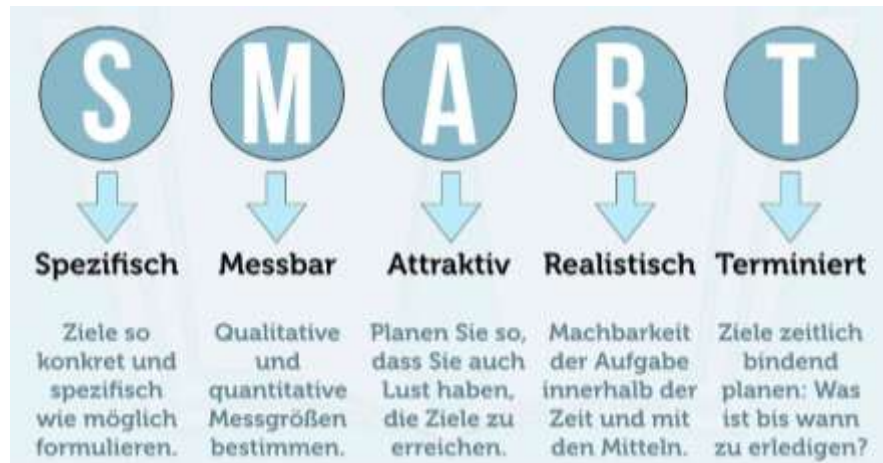 S M A R T
Spezifisch Messbar Attraktiv Realistisch Terminiert
Ziele so
konkret und
spezifisch
wie möglich
formulieren.
Qualitative
und
quantitative
Messgrößen
bestimmen.
Planen Sie so,
dass Sie auch
Lust haben,
die Ziele zu
erreichen.
Machbarkeit
der Aufgabe
innerhalb der
Zeit und mit
den Mitteln.
Ziele zeitlich
bindend
planen: Was
ist bis wann
zu erledigen?